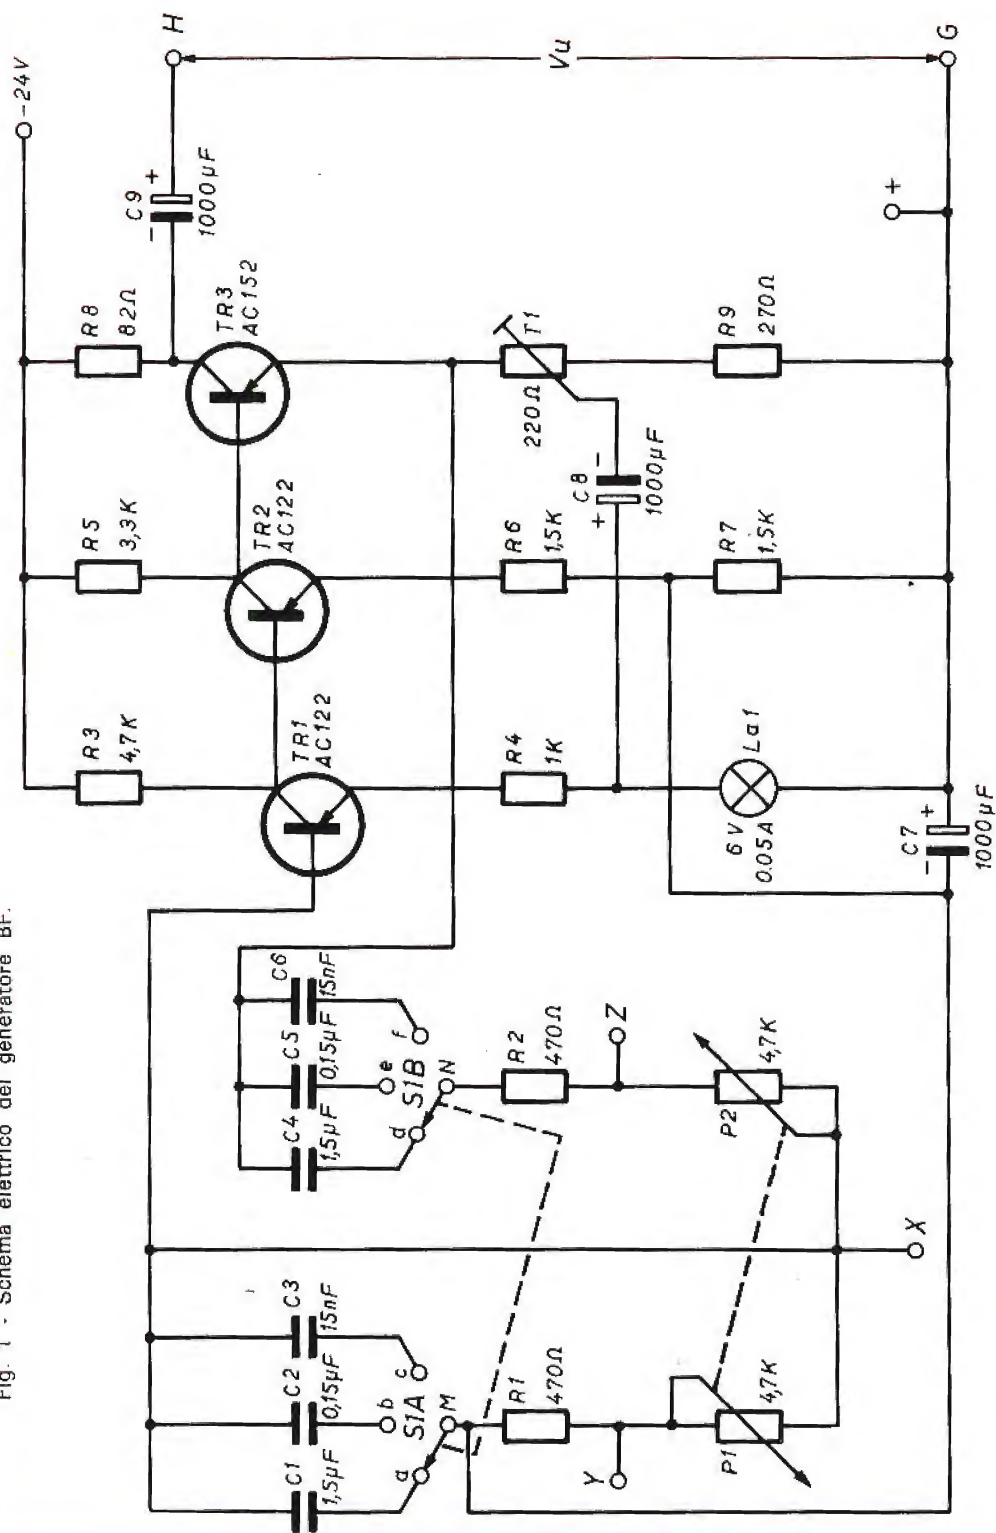 Fig. 1 - Schema elettrico del generatore BF.
-24V
H
Vu
G
+
C9
- +
1000µF
R8
82Ω
TR3
AC152
T1
220Ω
R9
270Ω
R5
3,3K
TR2
AC122
R6
1,5K
C8
+ -
1000µF
R7
1,5K
R3
4,7K
TR1
AC122
R4
1K
La1
6V
0.05A
C7
- +
1000µF
C4
1,5µF
C5
0,15µF
C6
15nF
d
e
f
S1B
N
R2
470Ω
Z
P2
4,7K
X
C1
1,5µF
C2
0,15µF
C3
15nF
a
b
c
S1A
M
R1
470Ω
Y
P1
4,7K